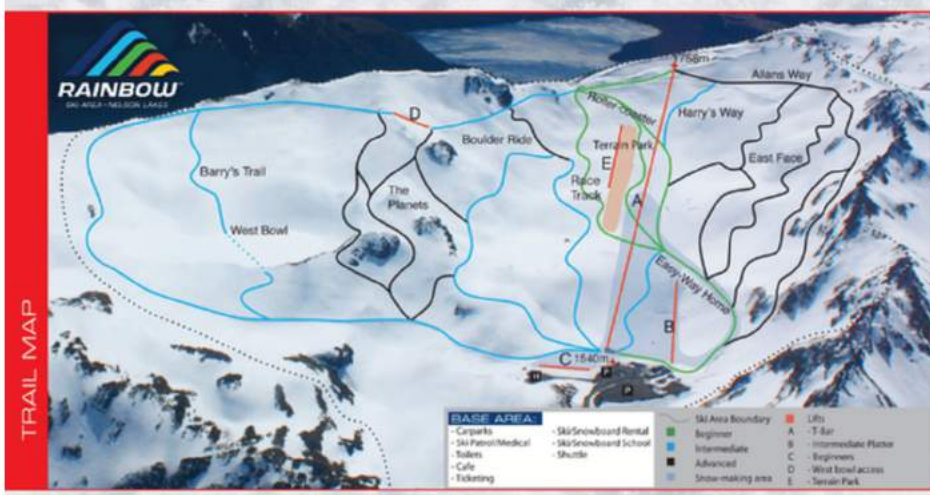 RAINBOW
SKI AREA - NELSON LAKES
TRAIL MAP
1768m
Allans Way
D
Roller-coaster
Harry's Way
Boulder Ride
Terrain Park
E
East Face
Barry's Trail
Race
Track
A
The
Planets
West Bowl
Easy-Way Home
B
C
1540m
P
P
BASE AREA:
- Carparks
- Ski Patrol/Medical
- Toilets
- Cafe
- Ticketing
- Ski/Snowboard Rental
- Ski/Snowboard School
- Shuttle
Ski Area Boundary
Beginner
Intermediate
Advanced
Snow-making area
Lifts
A - T-Bar
B - Intermediate Platter
C - Beginners
D - West bowl access
E - Terrain Park